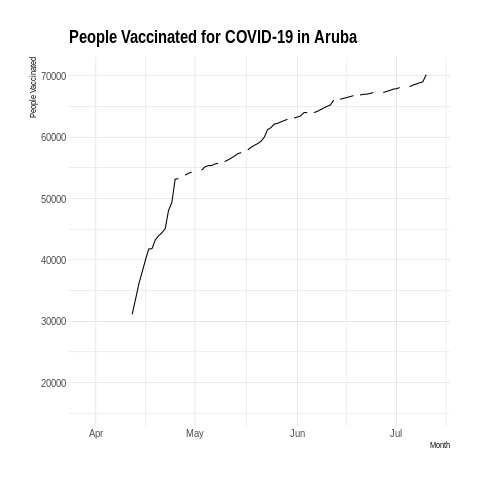 People Vaccinated for COVID-19 in Aruba
People Vaccinated
70000
60000
50000
40000
30000
20000
Apr May Jun Jul
Month